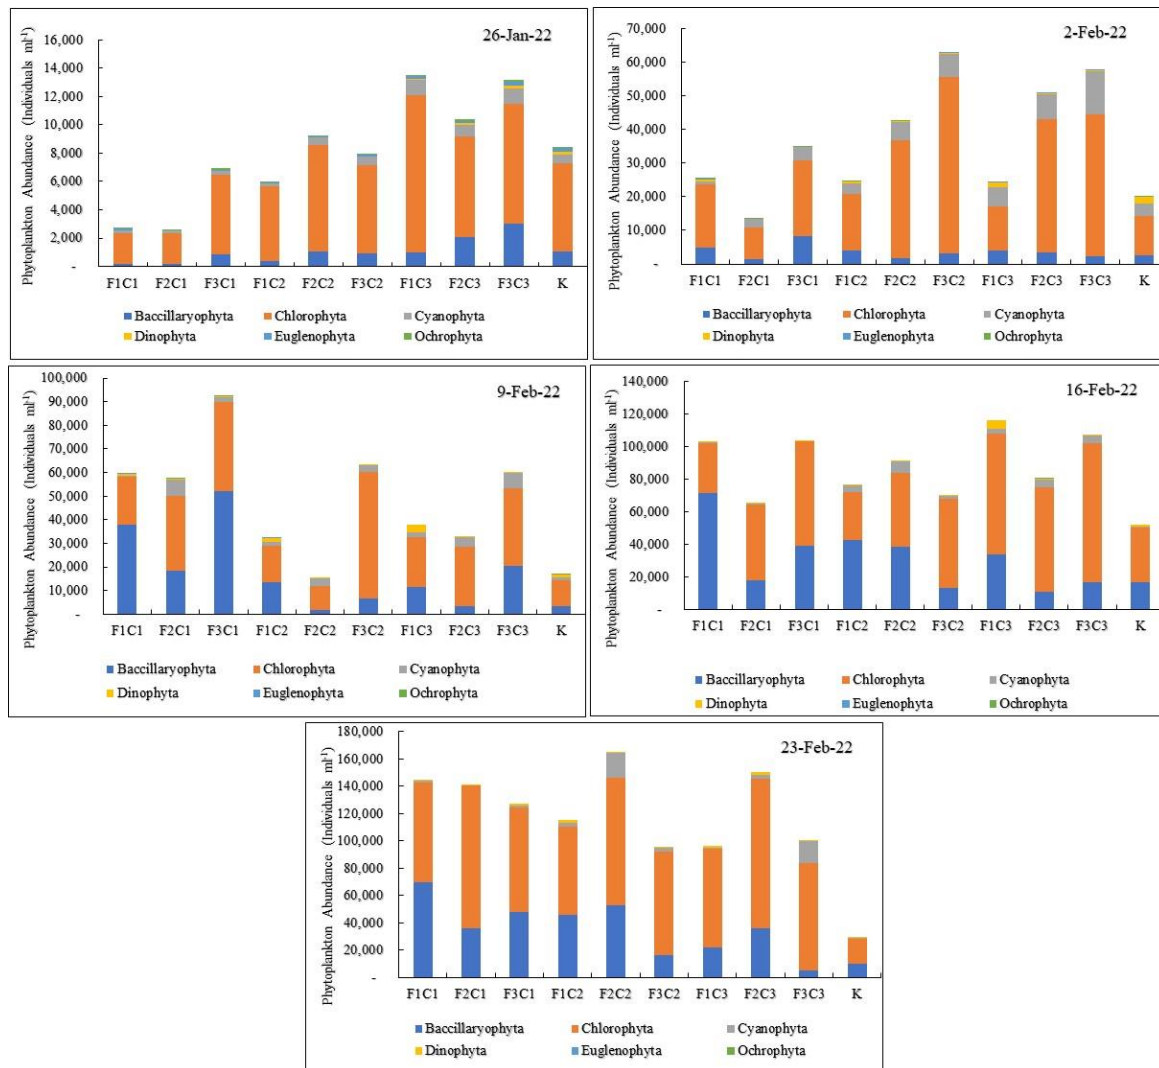 26-Jan-22
Phytoplankton Abundance (Individuals ml-1)
16,000
14,000
12,000
10,000
8,000
6,000
4,000
2,000
-
F1C1 F2C1 F3C1 F1C2 F2C2 F3C2 F1C3 F2C3 F3C3 K
Baccillaryophyta Chlorophyta Cyanophyta
Dinophyta Euglenophyta Ochrophyta
2-Feb-22
Phytoplankton Abundance (Individuals ml-1)
70,000
60,000
50,000
40,000
30,000
20,000
10,000
-
F1C1 F2C1 F3C1 F1C2 F2C2 F3C2 F1C3 F2C3 F3C3 K
Baccillaryophyta Chlorophyta Cyanophyta
Dinophyta Euglenophyta Ochrophyta
9-Feb-22
Phytoplankton Abundance (Individuals ml-1)
100,000
90,000
80,000
70,000
60,000
50,000
40,000
30,000
20,000
10,000
-
F1C1 F2C1 F3C1 F1C2 F2C2 F3C2 F1C3 F2C3 F3C3 K
Baccillaryophyta Chlorophyta Cyanophyta
Dinophyta Euglenophyta Ochrophyta
16-Feb-22
Phytoplankton Abundance (Individuals ml-1)
140,000
120,000
100,000
80,000
60,000
40,000
20,000
-
F1C1 F2C1 F3C1 F1C2 F2C2 F3C2 F1C3 F2C3 F3C3 K
Baccillaryophyta Chlorophyta Cyanophyta
Dinophyta Euglenophyta Ochrophyta
23-Feb-22
Phytoplankton Abundance (Individuals ml-1)
180,000
160,000
140,000
120,000
100,000
80,000
60,000
40,000
20,000
-
F1C1 F2C1 F3C1 F1C2 F2C2 F3C2 F1C3 F2C3 F3C3 K
Baccillaryophyta Chlorophyta Cyanophyta
Dinophyta Euglenophyta Ochrophyta